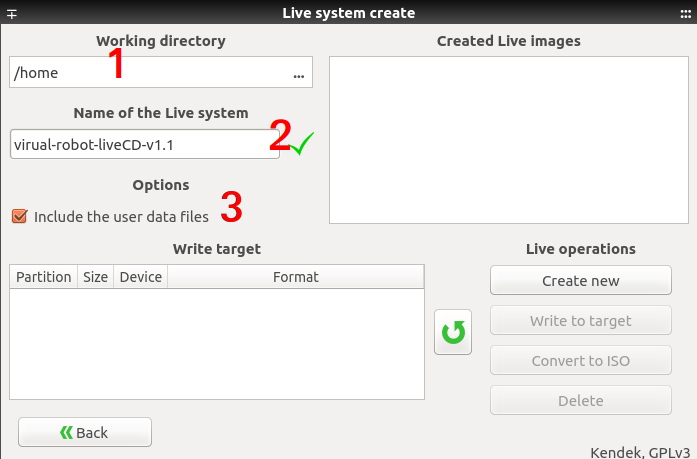 Live system create
Working directory
1
/home
...
Name of the Live system
virual-robot-liveCD-v1.1
2
Options
Include the user data files
3
Created Live images
Write target
Partition Size Device Format
Live operations
Create new
Write to target
Convert to ISO
Delete
Back
Kendek, GPLv3